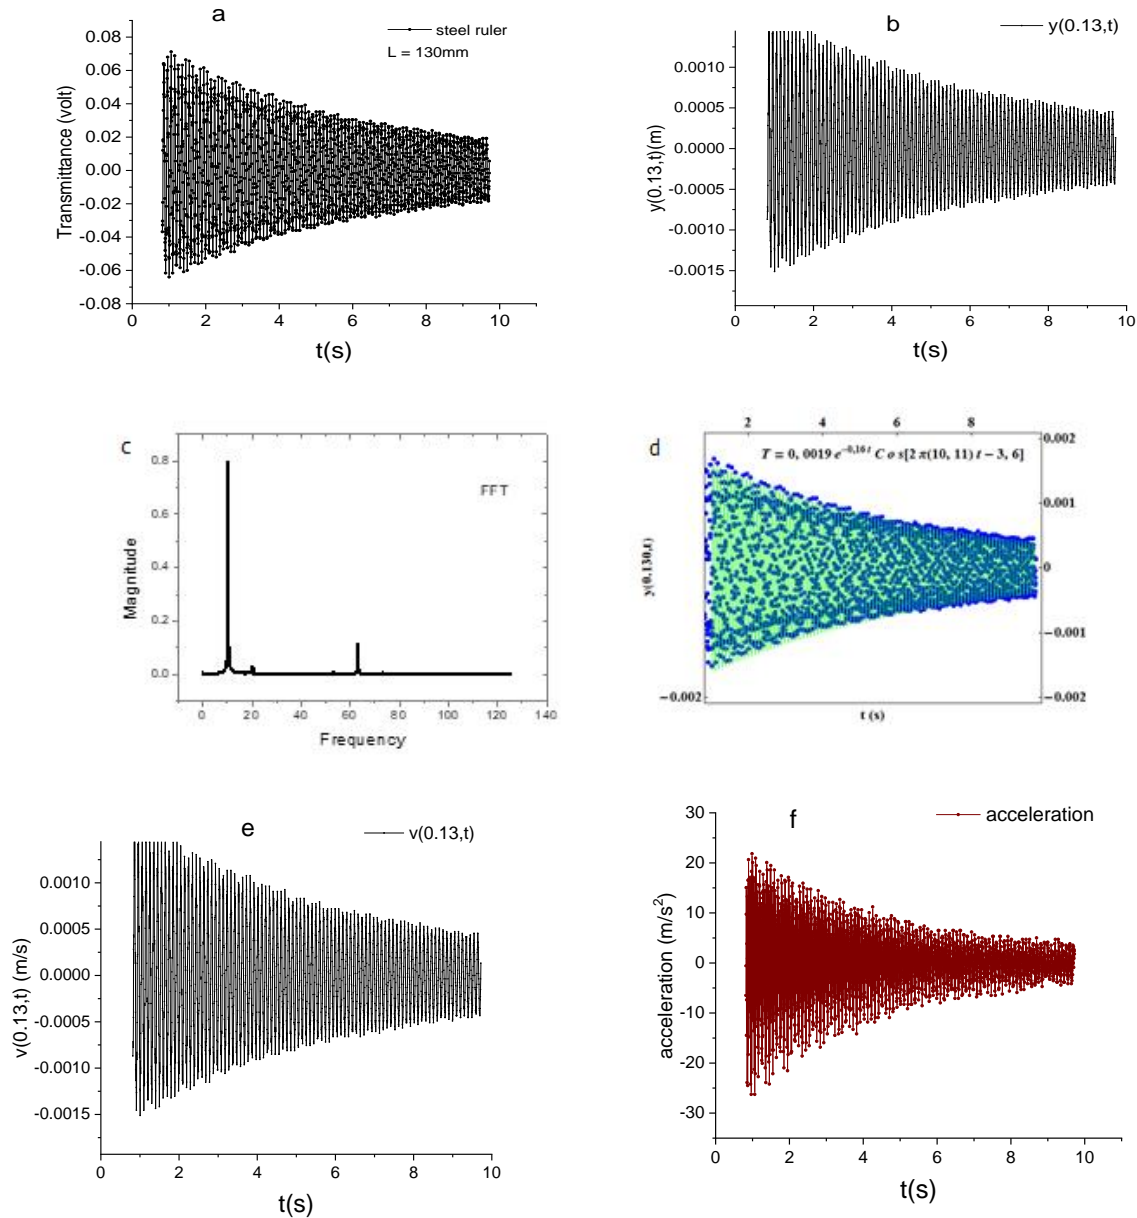 a
steel ruler
L = 130mm
Transmittance (volt)
0.08
0.06
0.04
0.02
0.00
-0.02
-0.04
-0.06
-0.08
0 2 4 6 8 10
t(s)
b
y(0.13,t)
y(0.13,t)(m)
0.0010
0.0005
0.0000
-0.0005
-0.0010
-0.0015
0 2 4 6 8 10
t(s)
c
FFT
Magnitude
0.8
0.6
0.4
0.2
0.0
0 20 40 60 80 100 120 140
Frequency
d
2 4 6 8
T = 0, 0019 e^-0,16 t C o s[2 π(10, 11) t − 3, 6]
y(0.130,t)
0.002
0.001
0
−0.001
−0.002
−0.002
t (s)
e
v(0.13,t)
v(0.13,t) (m/s)
0.0010
0.0005
0.0000
-0.0005
-0.0010
-0.0015
0 2 4 6 8 10
t(s)
f
acceleration
acceleration (m/s²)
30
20
10
0
-10
-20
-30
0 2 4 6 8 10
t(s)